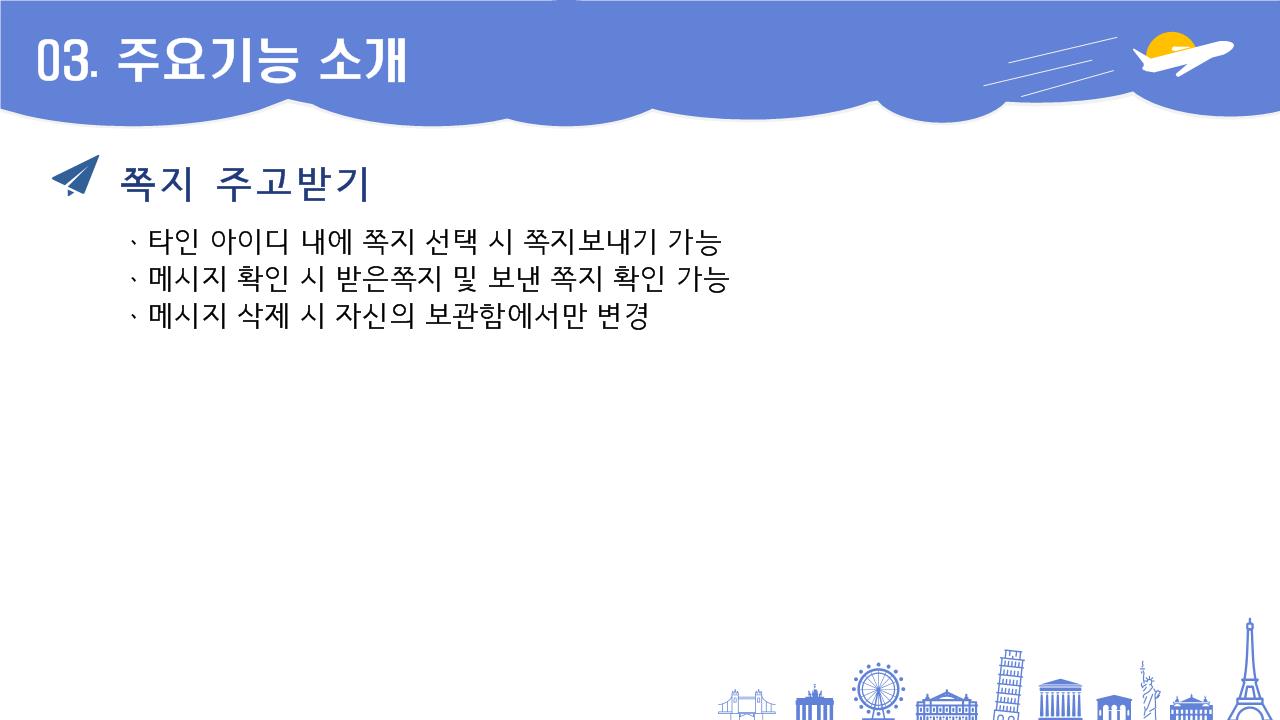 03. 주요기능 소개
쪽지 주고받기
· 타인 아이디 내에 쪽지 선택 시 쪽지보내기 가능
· 메시지 확인 시 받은쪽지 및 보낸 쪽지 확인 가능
· 메시지 삭제 시 자신의 보관함에서만 변경